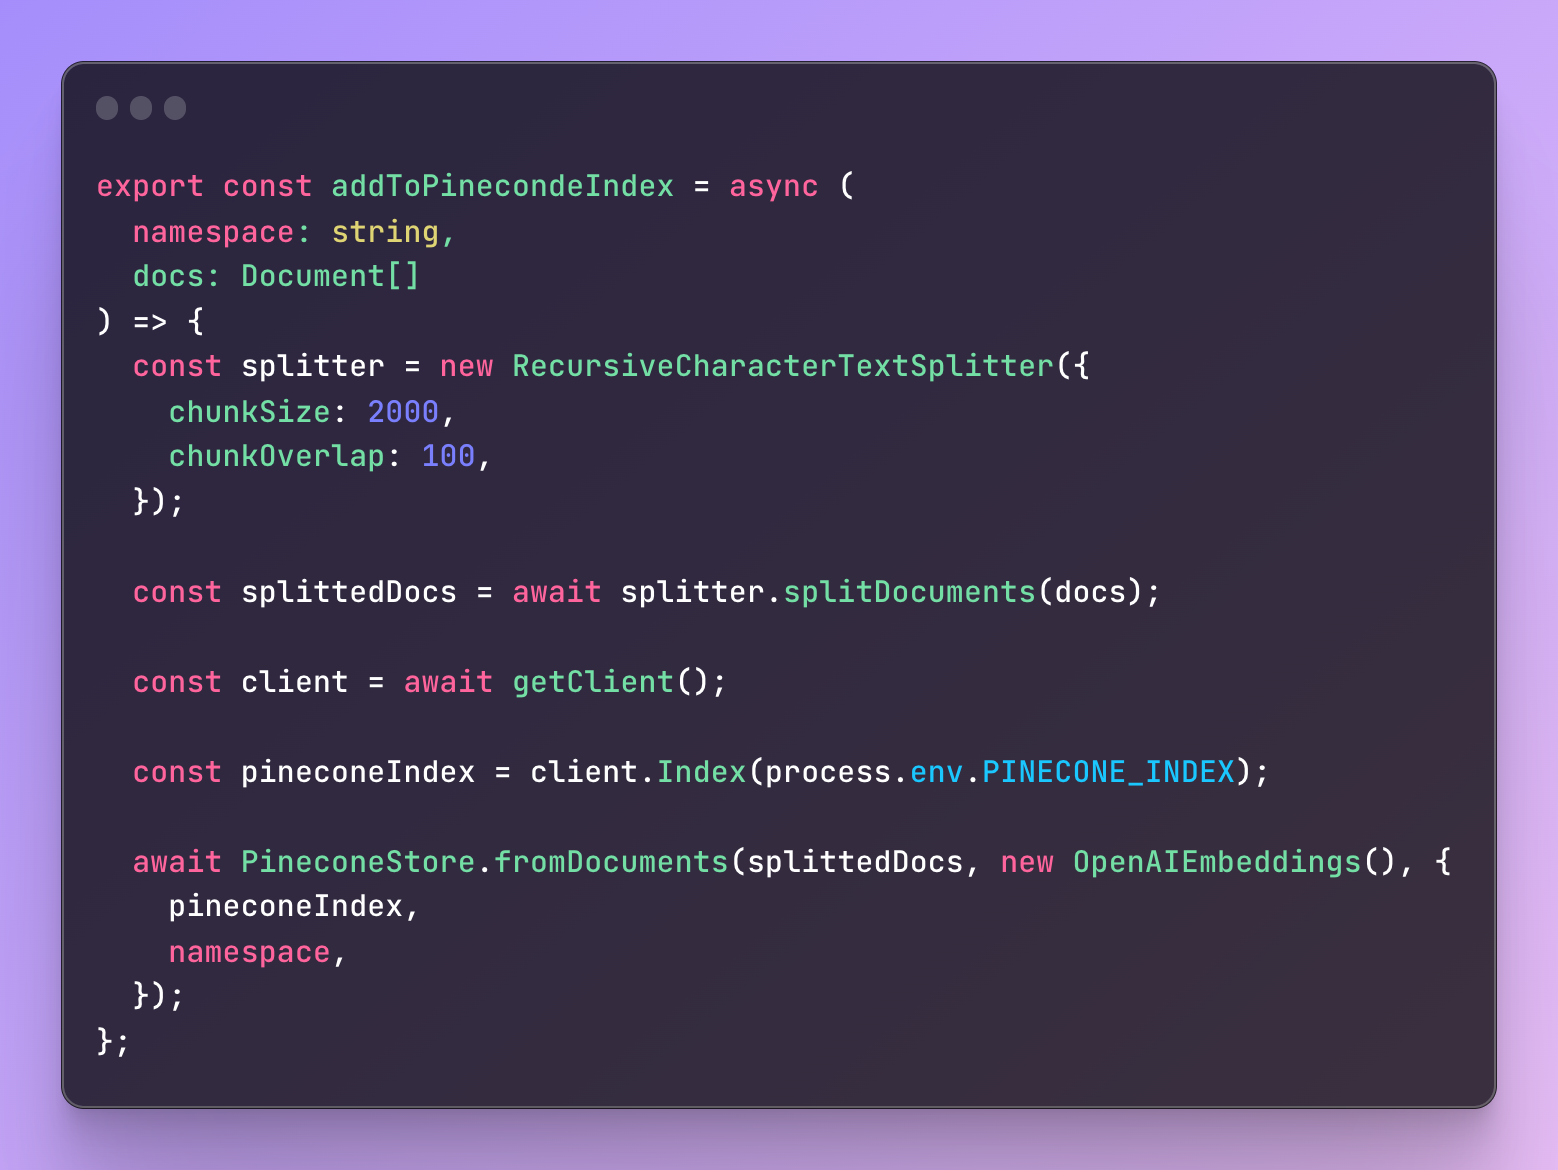 export const addToPinecondeIndex = async (
  namespace: string,
  docs: Document[]
) => {
  const splitter = new RecursiveCharacterTextSplitter({
    chunkSize: 2000,
    chunkOverlap: 100,
  });
  const splittedDocs = await splitter.splitDocuments(docs);
  const client = await getClient();
  const pineconeIndex = client.Index(process.env.PINECONE_INDEX);
  await PineconeStore.fromDocuments(splittedDocs, new OpenAIEmbeddings(), {
    pineconeIndex,
    namespace,
  });
};